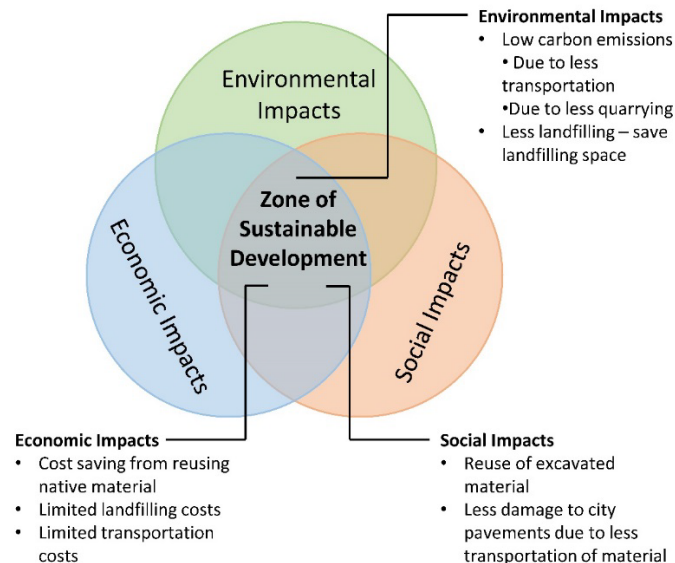 Environmental Impacts
• Low carbon emissions
• Due to less
transportation
•Due to less quarrying
• Less landfilling – save
landfilling space
Environmental
Impacts
Zone of
Sustainable
Development
Economic Impacts
Social Impacts
Economic Impacts
• Cost saving from reusing
native material
• Limited landfilling costs
• Limited transportation
costs
Social Impacts
• Reuse of excavated
material
• Less damage to city
pavements due to less
transportation of material